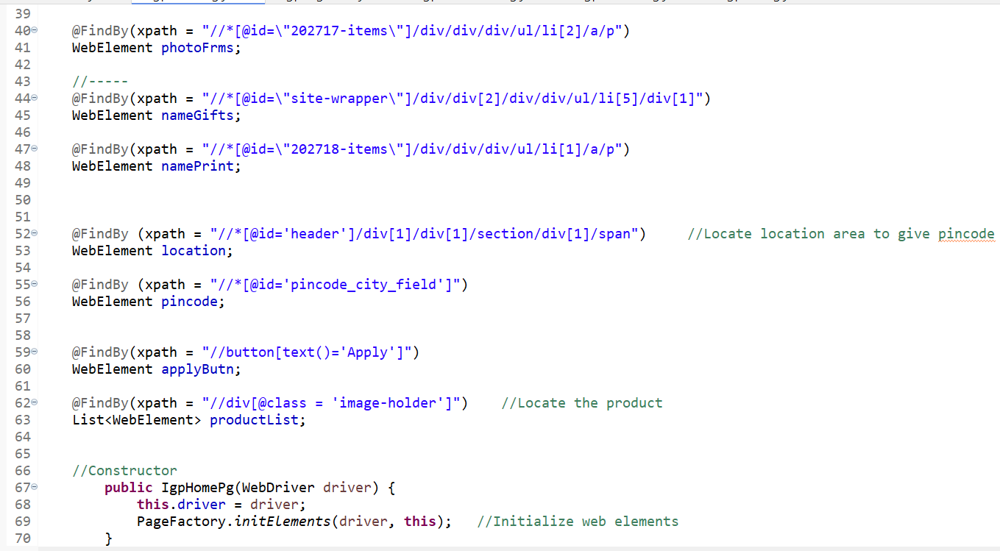 39
40 @FindBy(xpath = "//*[@id=\"202717-items\"]/div/div/div/ul/li[2]/a/p")
41 WebElement photoFrms;
42
43 //-----
44 @FindBy(xpath = "//*[@id=\"site-wrapper\"]/div/div[2]/div/div/ul/li[5]/div[1]")
45 WebElement nameGifts;
46
47 @FindBy(xpath = "//*[@id=\"202718-items\"]/div/div/div/ul/li[1]/a/p")
48 WebElement namePrint;
49
50
51
52 @FindBy (xpath = "//*[@id='header']/div[1]/div[1]/section/div[1]/span") //Locate location area to give pincode
53 WebElement location;
54
55 @FindBy (xpath = "//*[@id='pincode_city_field']")
56 WebElement pincode;
57
58
59 @FindBy(xpath = "//button[text()='Apply']")
60 WebElement applyButn;
61
62 @FindBy(xpath = "//div[@class = 'image-holder']") //Locate the product
63 List<WebElement> productList;
64
65
66 //Constructor
67 public IgpHomePg(WebDriver driver) {
68 this.driver = driver;
69 PageFactory.initElements(driver, this); //Initialize web elements
70 }